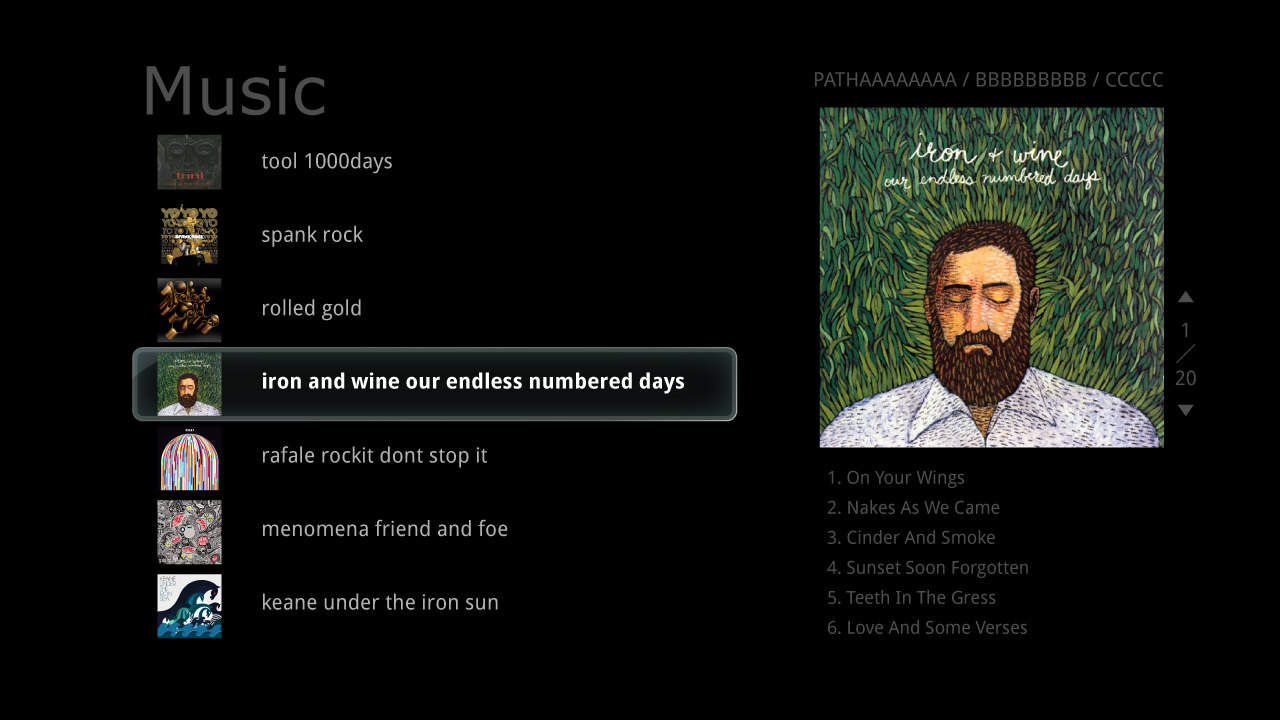 Music
tool 1000days
spank rock
rolled gold
iron and wine our endless numbered days
rafale rockit dont stop it
menomena friend and foe
keane under the iron sun
PATHAAAAAAAA / BBBBBBBBB / CCCCC
iron & wine
our endless numbered days
1
20
1. On Your Wings
2. Nakes As We Came
3. Cinder And Smoke
4. Sunset Soon Forgotten
5. Teeth In The Gress
6. Love And Some Verses